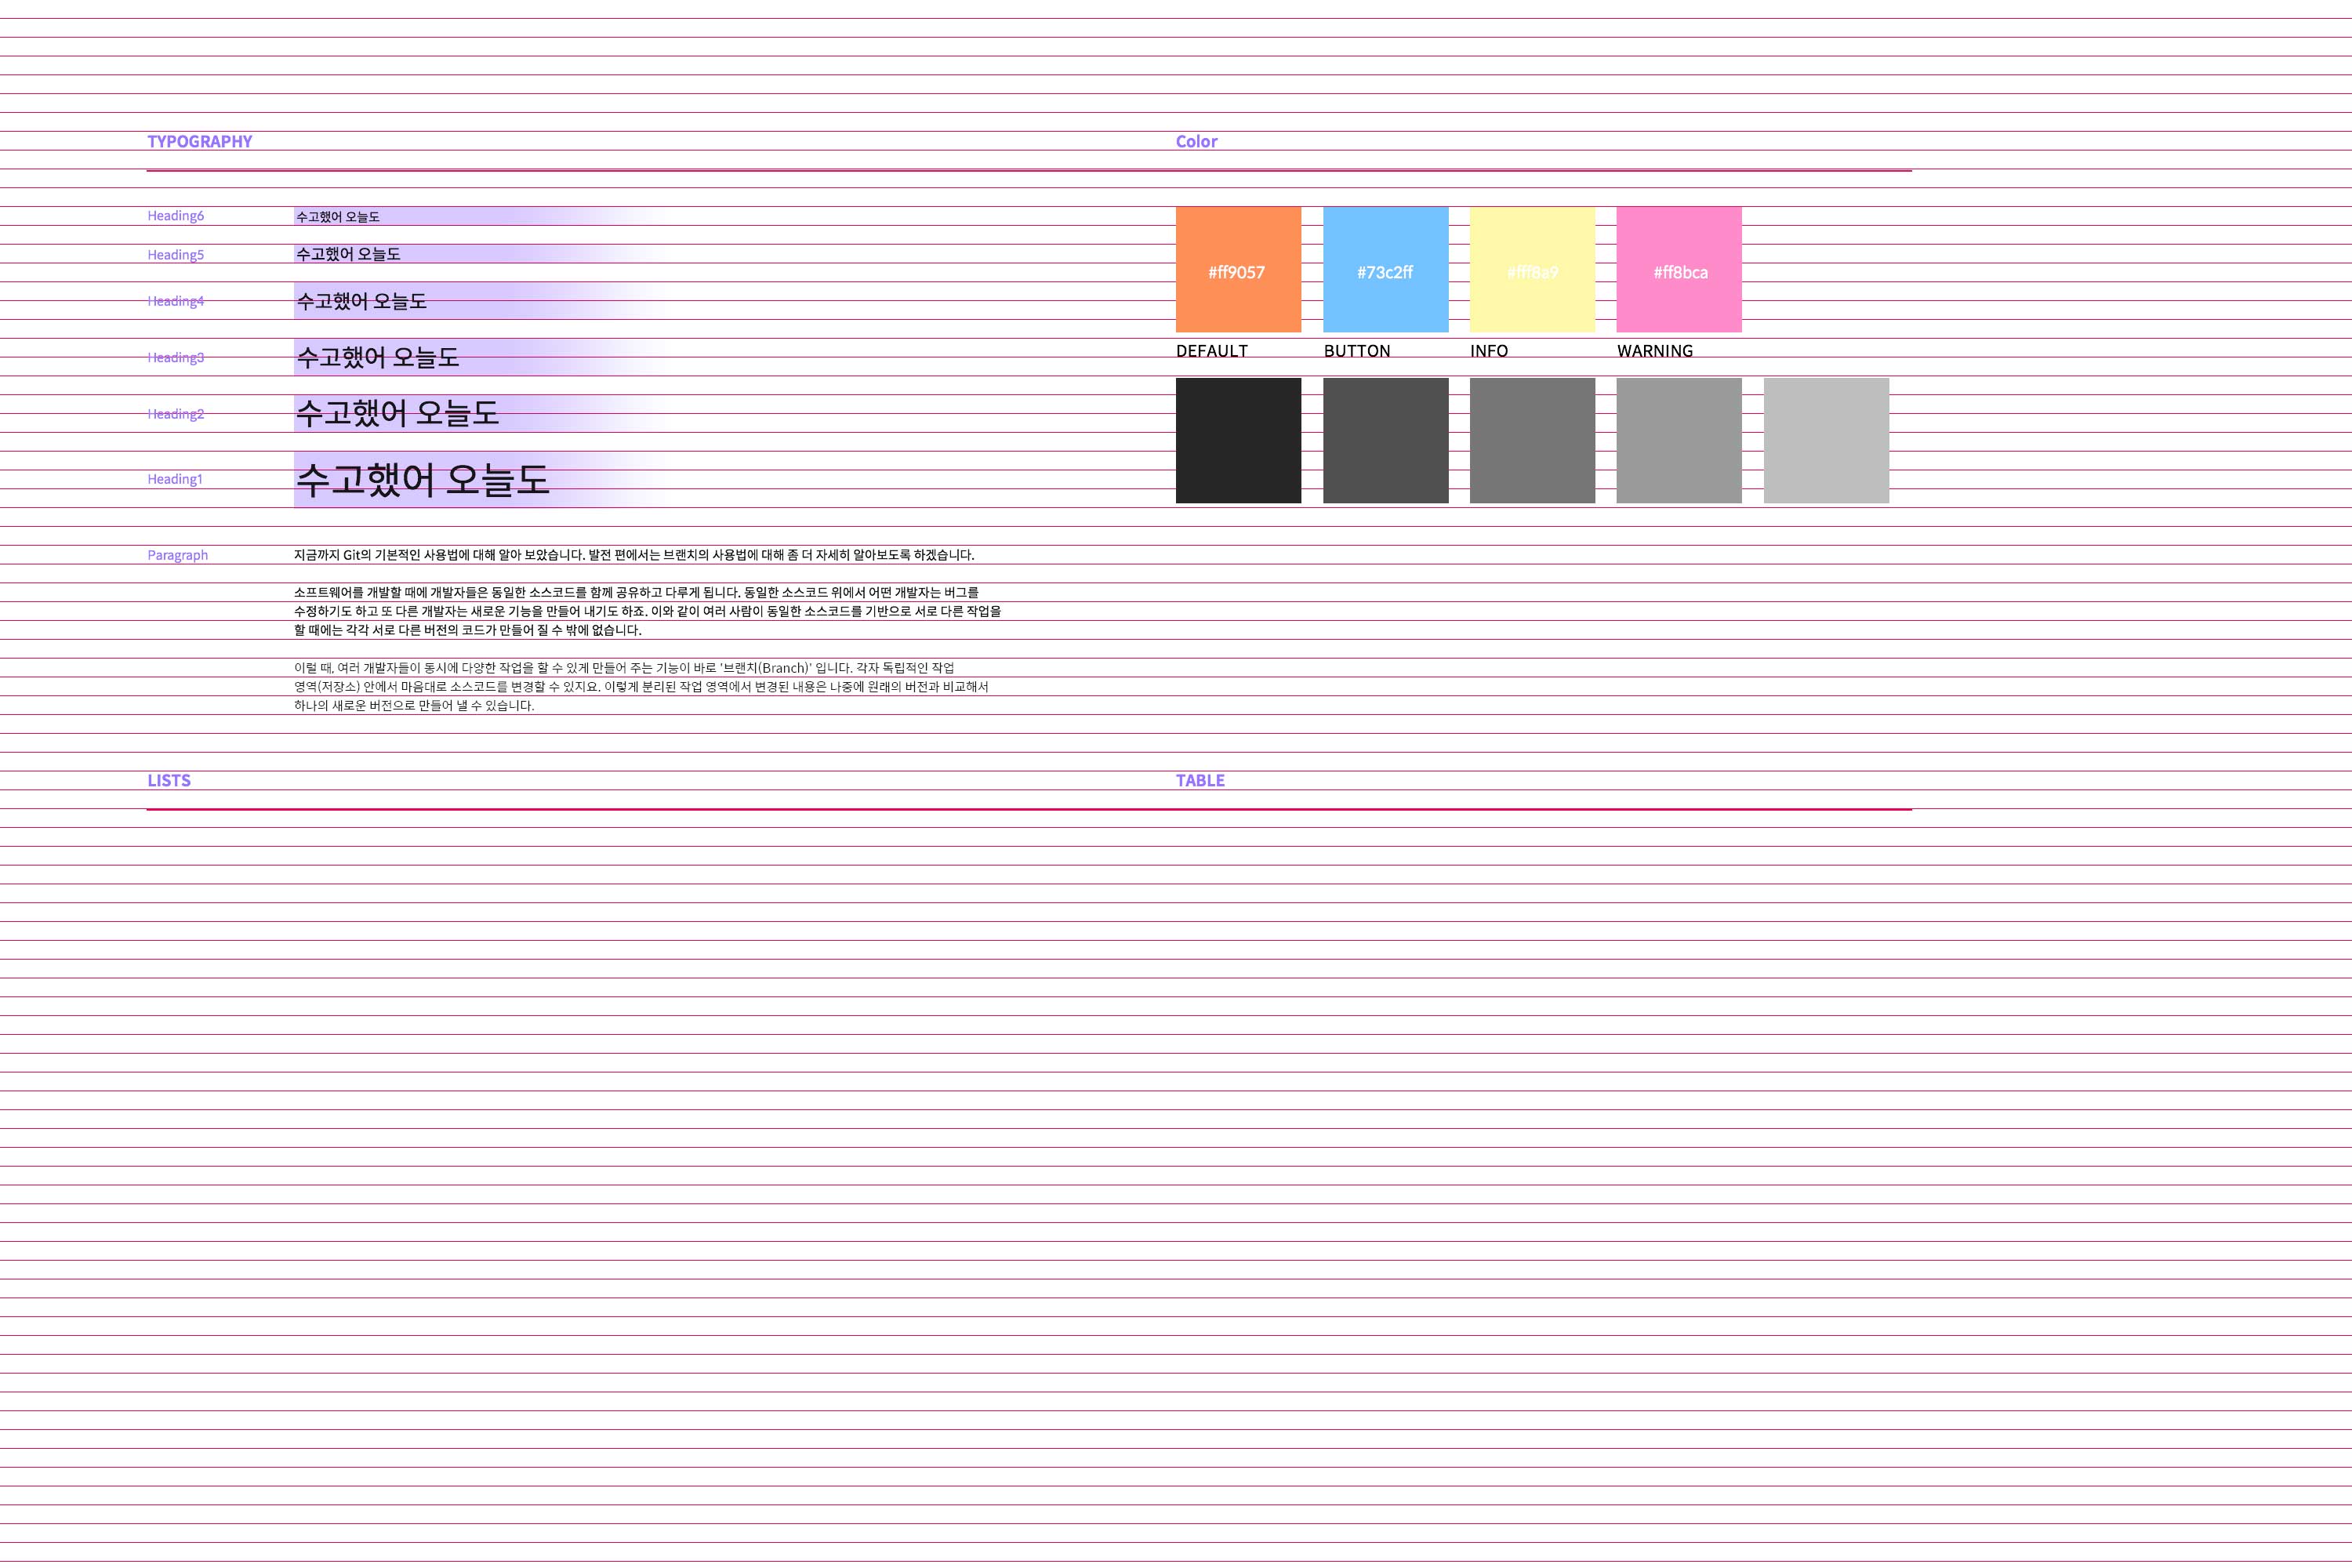 TYPOGRAPHY
Color
Heading6 수고했어 오늘도
Heading5 수고했어 오늘도
Heading4 수고했어 오늘도
Heading3 수고했어 오늘도
Heading2 수고했어 오늘도
Heading1 수고했어 오늘도
#ff9057 #73c2ff #fff8a9 #ff8bca
DEFAULT BUTTON INFO WARNING
Paragraph 지금까지 Git의 기본적인 사용법에 대해 알아 보았습니다. 발전 편에서는 브랜치의 사용법에 대해 좀 더 자세히 알아보도록 하겠습니다.
소프트웨어를 개발할 때에 개발자들은 동일한 소스코드를 함께 공유하고 다루게 됩니다. 동일한 소스코드 위에서 어떤 개발자는 버그를
수정하기도 하고 또 다른 개발자는 새로운 기능을 만들어 내기도 하죠. 이와 같이 여러 사람이 동일한 소스코드를 기반으로 서로 다른 작업을
할 때에는 각각 서로 다른 버전의 코드가 만들어 질 수 밖에 없습니다.
이럴 때, 여러 개발자들이 동시에 다양한 작업을 할 수 있게 만들어 주는 기능이 바로 '브랜치(Branch)' 입니다. 각자 독립적인 작업
영역(저장소) 안에서 마음대로 소스코드를 변경할 수 있지요. 이렇게 분리된 작업 영역에서 변경된 내용은 나중에 원래의 버전과 비교해서
하나의 새로운 버전으로 만들어 낼 수 있습니다.
LISTS
TABLE